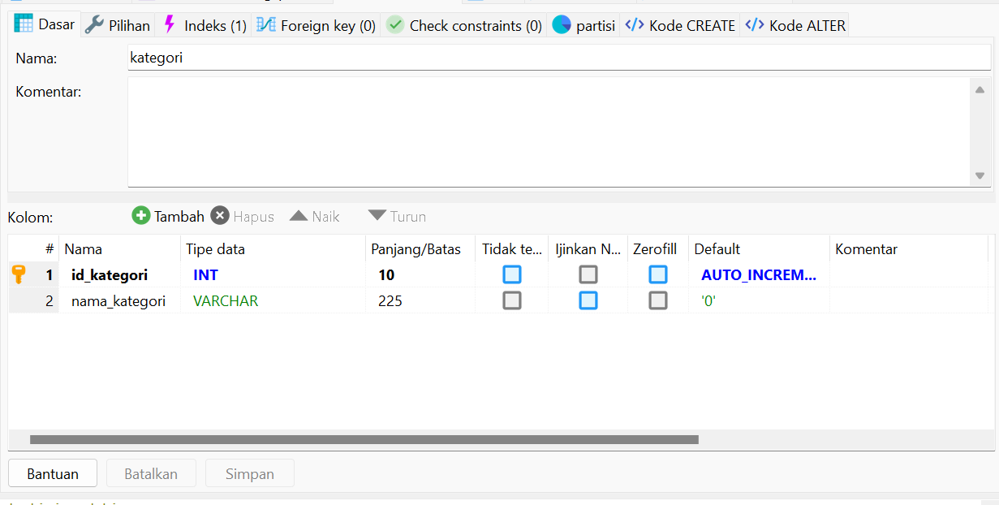 Dasar Pilihan Indeks (1) Foreign key (0) Check constraints (0) partisi Kode CREATE Kode ALTER
Nama: kategori
Komentar:
Kolom: Tambah Hapus Naik Turun
# Nama Tipe data Panjang/Batas Tidak te... Ijinkan N... Zerofill Default Komentar
1 id_kategori INT 10 AUTO_INCREM...
2 nama_kategori VARCHAR 225 '0'
Bantuan Batalkan Simpan